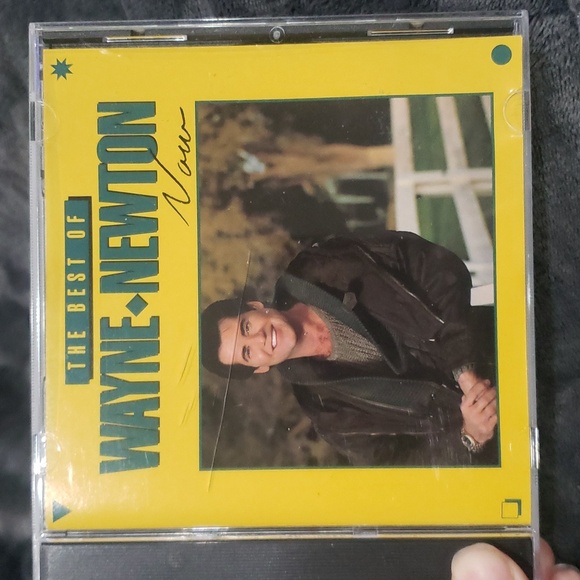 THE BEST OF
WAYNE ◆ NEWTON
Now